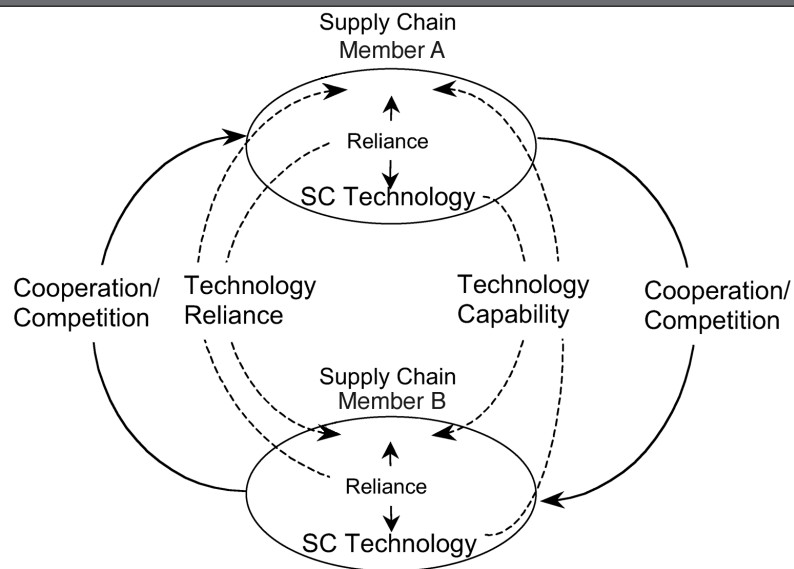 Supply Chain
Member A
Reliance
SC Technology
Cooperation/
Competition
Technology
Reliance
Technology
Capability
Cooperation/
Competition
Supply Chain
Member B
Reliance
SC Technology